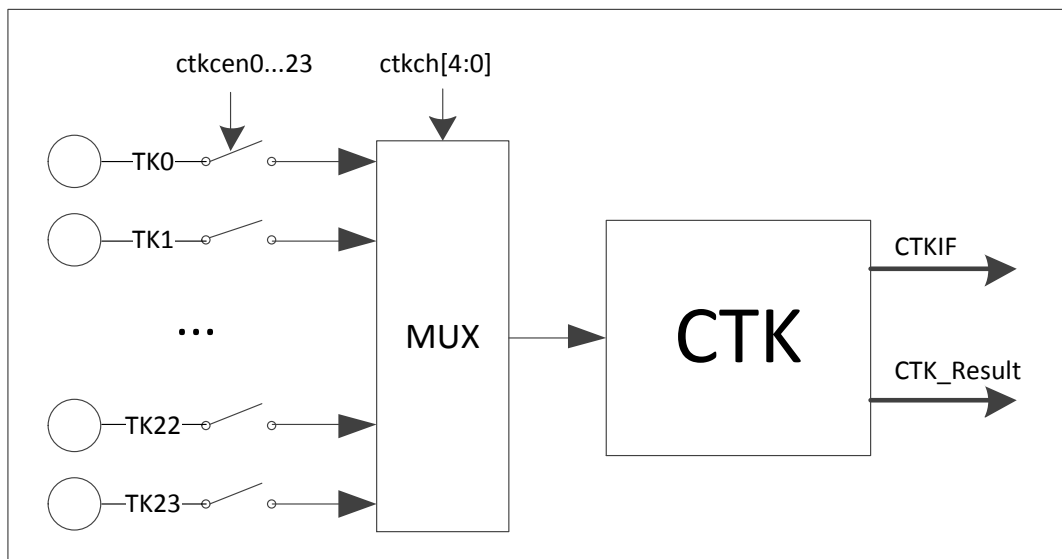 ctkcen0...23
ctkch[4:0]
TK0
TK1
...
TK22
TK23
MUX
CTK
CTKIF
CTK_Result